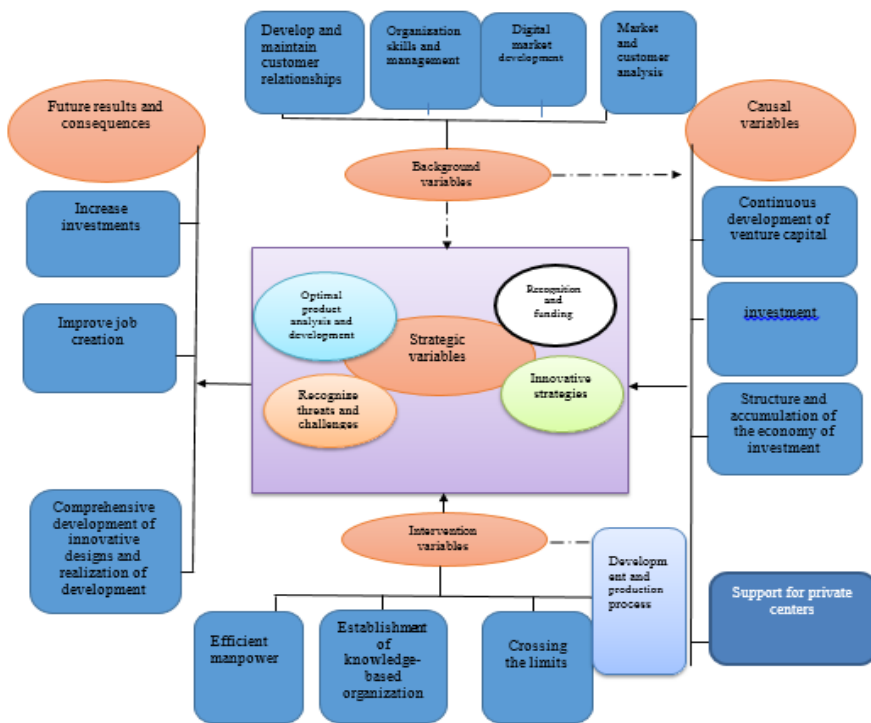 Develop and
maintain
customer
relationships
Organization
skills and
management
Digital
market
development
Market
and
customer
analysis
Future results and
consequences
Causal
variables
Background
variables
Increase
investments
Continuous
development of
venture capital
Optimal
product
analysis and
development
Recognition
and
funding
Improve job
creation
investment
Strategic
variables
Innovative
strategies
Recognize
threats and
challenges
Structure and
accumulation of
the economy of
investment
Comprehensive
development of
innovative
designs and
realization of
development
Intervention
variables
Developm
ent and
production
process
Support for private
centers
Efficient
manpower
Establishment
of
knowledge-
based
organization
Crossing
the limits